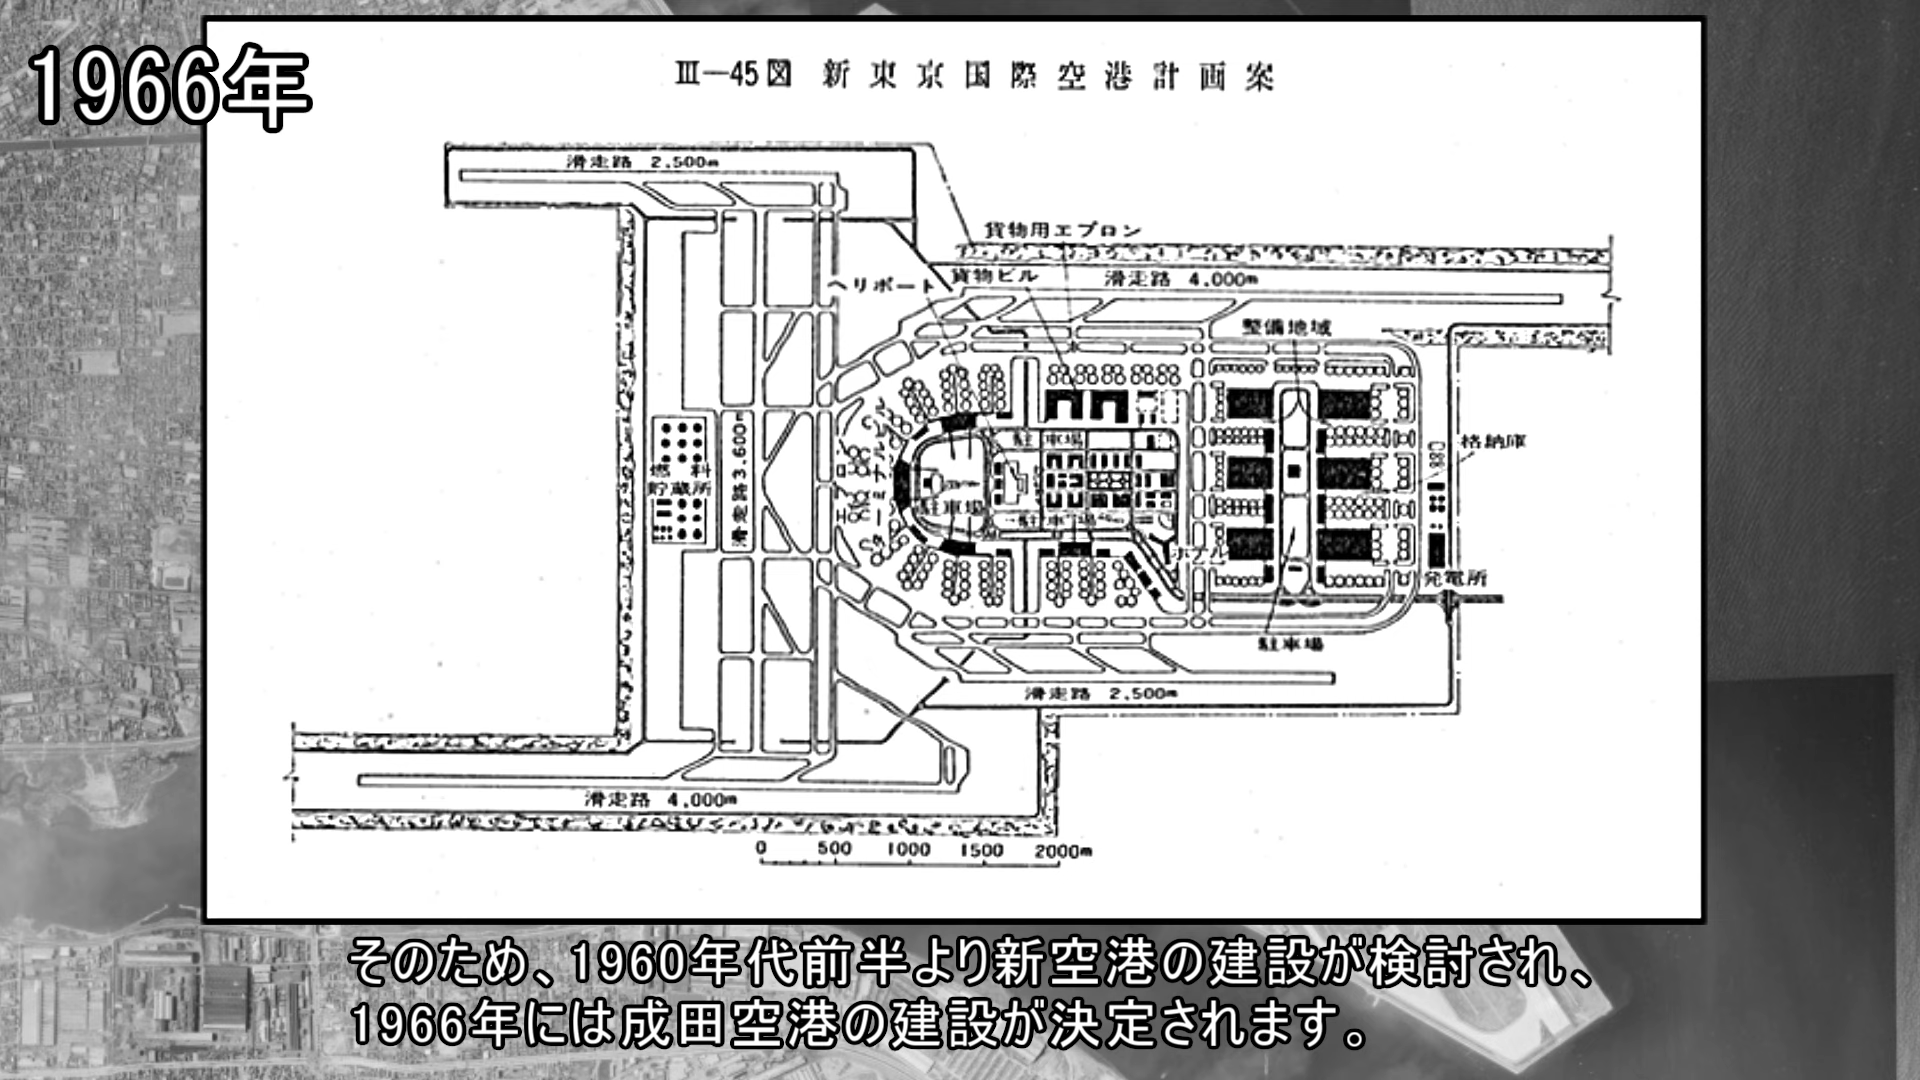 1966年
Ⅲ—45図 新東京国際空港計画案
滑走路 2,500m
貨物用エプロン
ヘリポート
貨物ビル
滑走路 4,000m
整備地域
駐車場
ターミナルビル
格納庫
燃料
貯蔵所
滑走路3,600m
駐車場
駐車場
ホテル
発電所
駐車場
滑走路 2,500m
滑走路 4,000m
0 500 1000 1500 2000m
そのため、1960年代前半より新空港の建設が検討され、
1966年には成田空港の建設が決定されます。